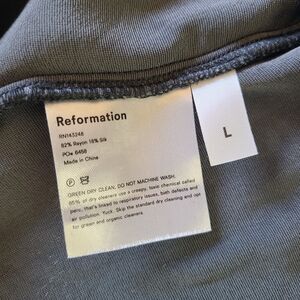 Reformation
RN143248
82% Rayon 18% Silk
PO# 6458
Made in China
GREEN DRY CLEAN. DO NOT MACHINE WASH.
85% of dry cleaners use a creepy, toxic chemical called
perc, that's linked to respiratory issues, birth defects and
air pollution. Yuck. Skip the standard dry cleaning and opt
for green and organic cleaners.
L